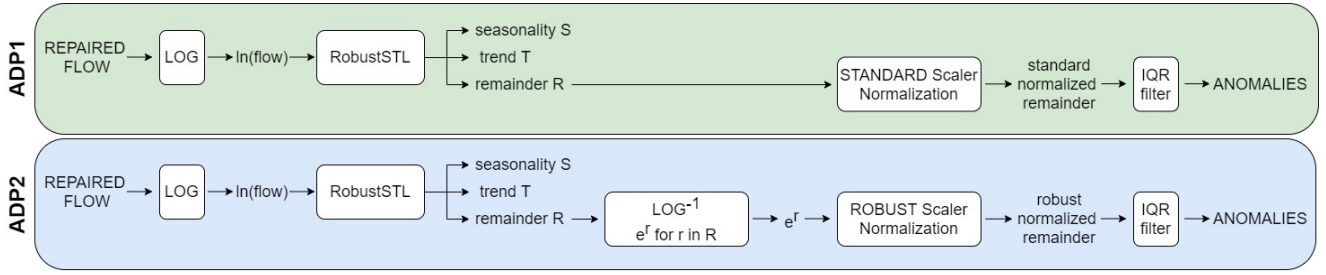 ADP1
REPAIRED
FLOW
LOG
ln(flow)
RobustSTL
seasonality S
trend T
remainder R
STANDARD Scaler
Normalization
standard
normalized
remainder
IQR
filter
ANOMALIES
ADP2
REPAIRED
FLOW
LOG
ln(flow)
RobustSTL
seasonality S
trend T
remainder R
LOG⁻¹
eʳ for r in R
eʳ
ROBUST Scaler
Normalization
robust
normalized
remainder
IQR
filter
ANOMALIES